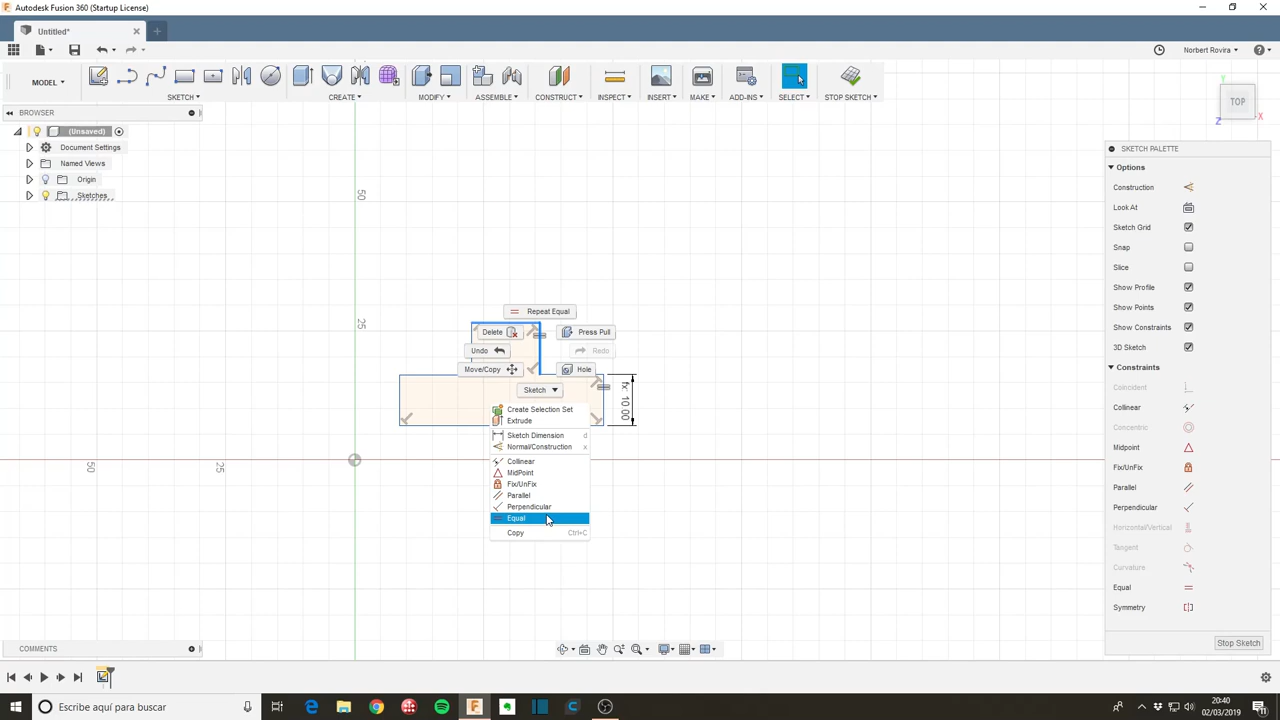 Autodesk Fusion 360 (Startup License)
Untitled*
Norbert Rovira
MODEL
SKETCH
CREATE
MODIFY
ASSEMBLE
CONSTRUCT
INSPECT
INSERT
MAKE
ADD-INS
SELECT
STOP SKETCH
BROWSER
(Unsaved)
Document Settings
Named Views
Origin
Sketches
TOP
Y
X
Z
SKETCH PALETTE
Options
Construction
Look At
Sketch Grid
Snap
Slice
Show Profile
Show Points
Show Constraints
3D Sketch
Constraints
Coincident
Collinear
Concentric
Midpoint
Fix/UnFix
Parallel
Perpendicular
Horizontal/Vertical
Tangent
Curvature
Equal
Symmetry
Stop Sketch
50
25
50
25
fx: 10.00
Repeat Equal
Delete
Press Pull
Undo
Redo
Move/Copy
Hole
Sketch
Create Selection Set
Extrude
Sketch Dimension d
Normal/Construction x
Collinear
MidPoint
Fix/UnFix
Parallel
Perpendicular
Equal
Copy Ctrl+C
COMMENTS
Escribe aquí para buscar
20:40
02/03/2019